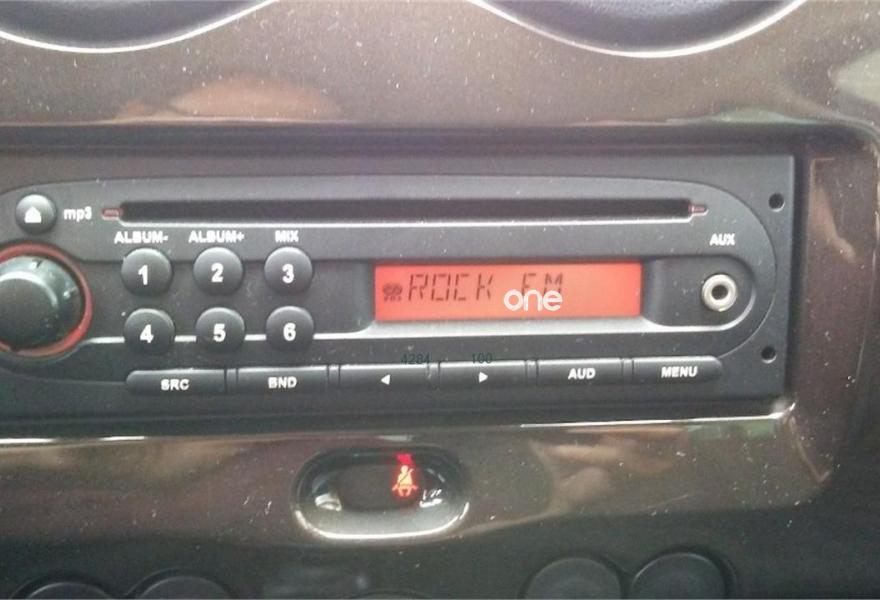 mp3
ALBUM- ALBUM+ MIX
AUX
1 2 3
ROCK FM
one
4 5 6
4284 100
SRC BND AUD MENU